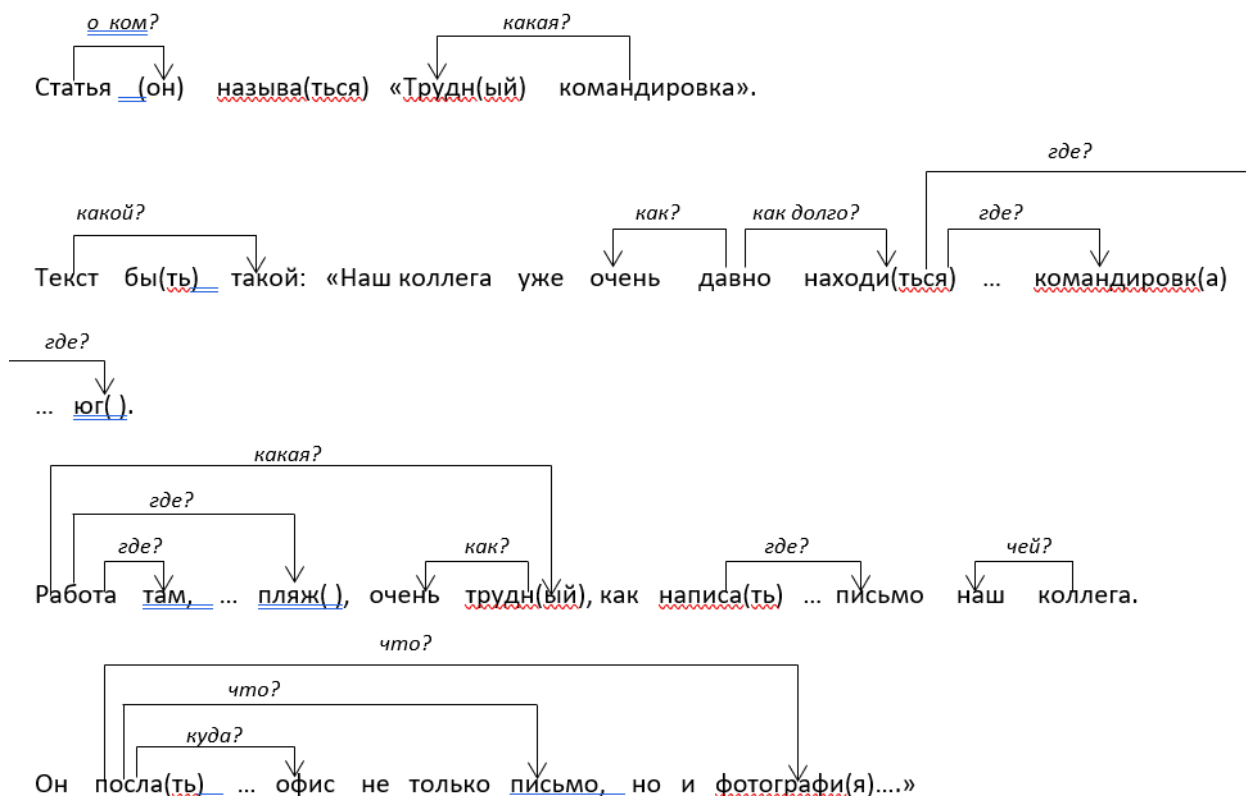 о ком? какая?
Статья (он) называ(ться) «Трудн(ый) командировка».
где?
какой? как? как долго? где?
Текст бы(ть) такой: «Наш коллега уже очень давно находи(ться) … командировк(а)
где?
… юг( ).
какая?
где?
где? как? где? чей?
Работа там, … пляж( ), очень трудн(ый), как написа(ть) … письмо наш коллега.
что?
что?
куда?
Он посла(ть) … офис не только письмо, но и фотографи(я)….»